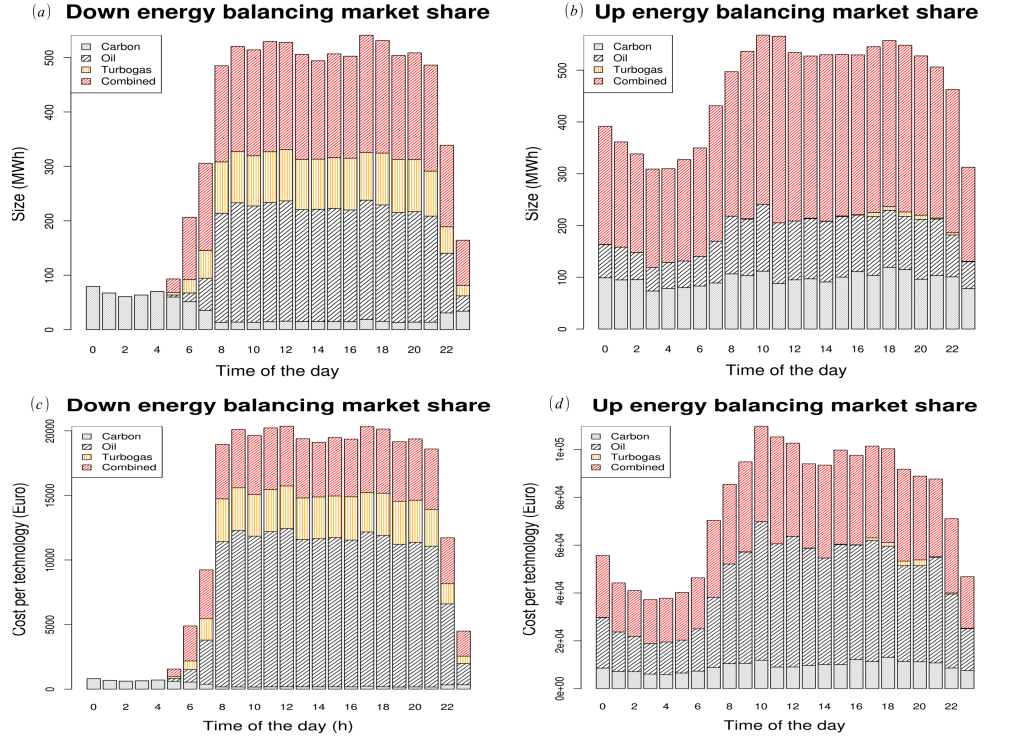 (a) Down energy balancing market share
Carbon
Oil
Turbogas
Combined
Size (MWh)
0 100 200 300 400 500
0 2 4 6 8 10 12 14 16 18 20 22
Time of the day
(b) Up energy balancing market share
Carbon
Oil
Turbogas
Combined
Size (MWh)
0 100 200 300 400 500
0 2 4 6 8 10 12 14 16 18 20 22
Time of the day
(c) Down energy balancing market share
Carbon
Oil
Turbogas
Combined
Cost per technology (Euro)
0 5000 10000 15000 20000
0 2 4 6 8 10 12 14 16 18 20 22
Time of the day (h)
(d) Up energy balancing market share
Carbon
Oil
Turbogas
Combined
Cost per technology (Euro)
0e+00 2e+04 4e+04 6e+04 8e+04 1e+05
0 2 4 6 8 10 12 14 16 18 20 22
Time of the day